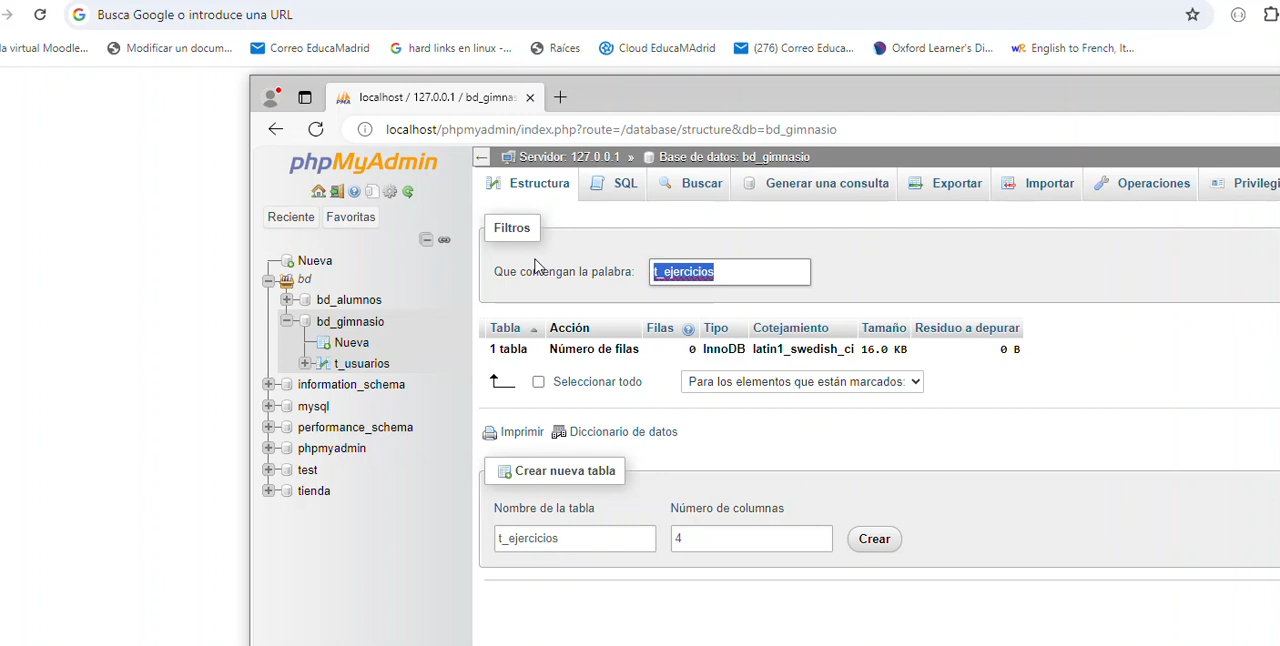 Busca Google o introduce una URL
la virtual Moodle... Modificar un docum... Correo EducaMadrid hard links en linux -... Raíces Cloud EducaMAdrid (276) Correo Educa... Oxford Learner's Di... English to French, It...
localhost / 127.0.0.1 / bd_gimnas
localhost/phpmyadmin/index.php?route=/database/structure&db=bd_gimnasio
phpMyAdmin
Servidor: 127.0.0.1 » Base de datos: bd_gimnasio
Estructura SQL Buscar Generar una consulta Exportar Importar Operaciones Privilegi
Reciente Favoritas
Filtros
Que contengan la palabra: t_ejercicios
Nueva
bd
bd_alumnos
bd_gimnasio
Nueva
t_usuarios
information_schema
mysql
performance_schema
phpmyadmin
test
tienda
Tabla Acción Filas Tipo Cotejamiento Tamaño Residuo a depurar
1 tabla Número de filas 0 InnoDB latin1_swedish_ci 16.0 KB 0 B
Seleccionar todo Para los elementos que están marcados:
Imprimir Diccionario de datos
Crear nueva tabla
Nombre de la tabla Número de columnas
t_ejercicios 4 Crear